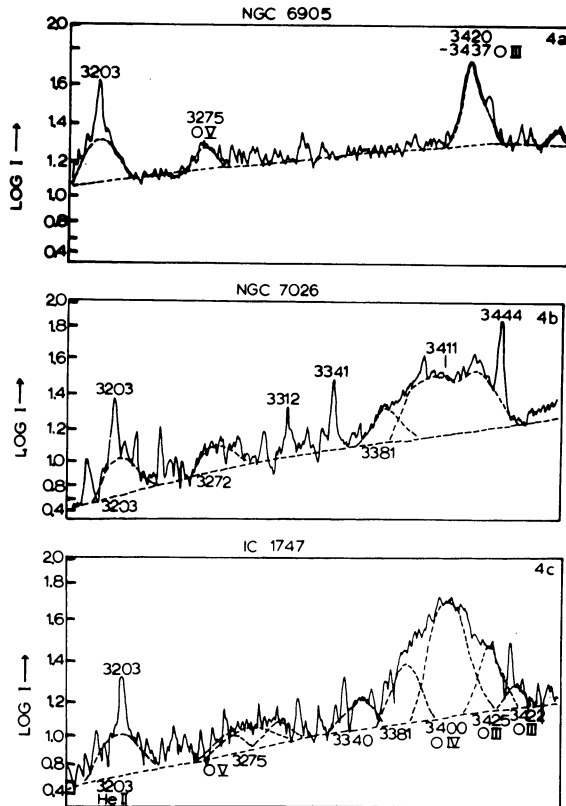 NGC 6905
4a
2.0
1.6
1.4
1.2
1.0
0.8
0.4
LOG I →
3203
3275
O V
3420
-3437 O III
NGC 7026
4b
2.0
1.8
1.6
1.4
1.2
1.0
0.8
0.4
LOG I →
3203
3203
3272
3312
3341
3381
3411
3444
IC 1747
4c
2.0
1.8
1.6
1.4
1.2
1.0
0.8
0.4
LOG I →
3203
3203
He II
O V
3275
3340
3381
3400
O IV
3425
O III
3422
O III